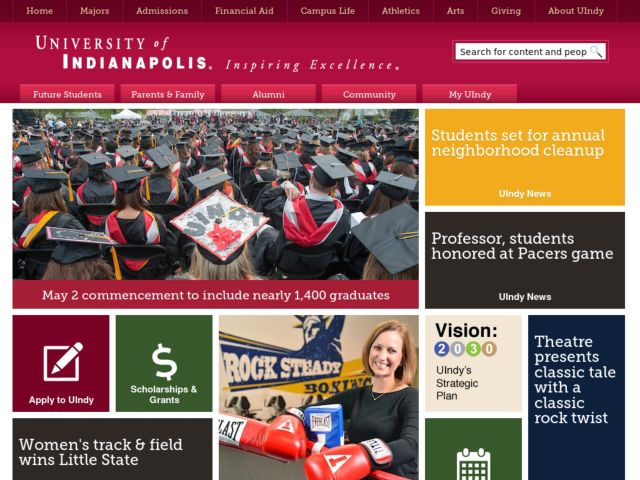 Home Majors Admissions Financial Aid Campus Life Athletics Arts Giving About UIndy
UNIVERSITY of
INDIANAPOLIS. Inspiring Excellence.
Search for content and peop
Future Students Parents & Family Alumni Community My UIndy
UIndy
May 2 commencement to include nearly 1,400 graduates
Students set for annual
neighborhood cleanup
UIndy News
Professor, students
honored at Pacers game
UIndy News
Apply to UIndy
$
Scholarships &
Grants
ROCK STEADY
BOXING
EVERLAST
EVERLAST
EVERLAST
Vision:
2030
UIndy's
Strategic
Plan
Theatre
presents
classic tale
with a
classic
rock twist
Women's track & field
wins Little State